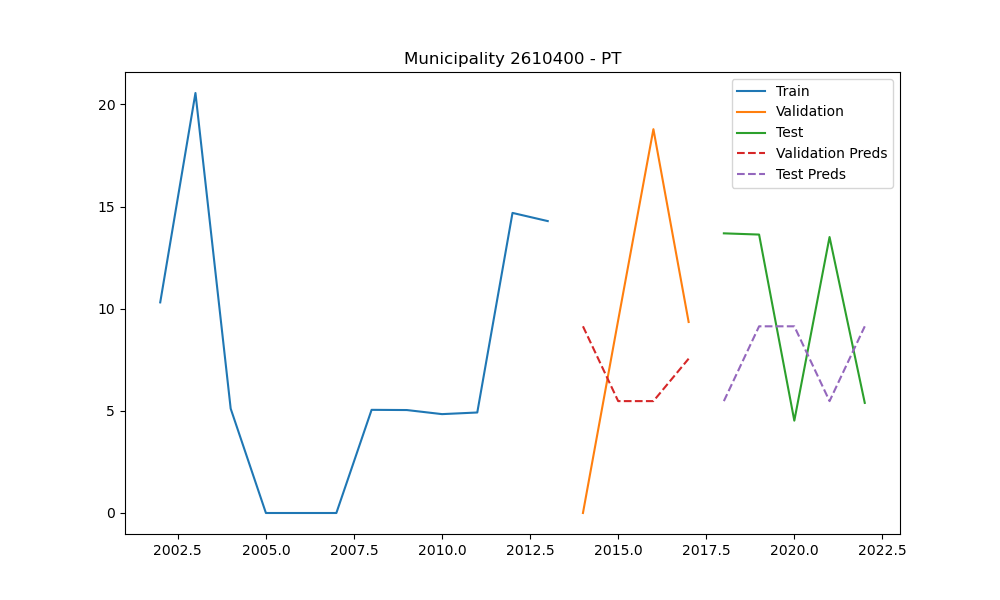 Municipality 2610400 - PT
Train
Validation
Test
Validation Preds
Test Preds
20
15
10
5
0
2002.5 2005.0 2007.5 2010.0 2012.5 2015.0 2017.5 2020.0 2022.5